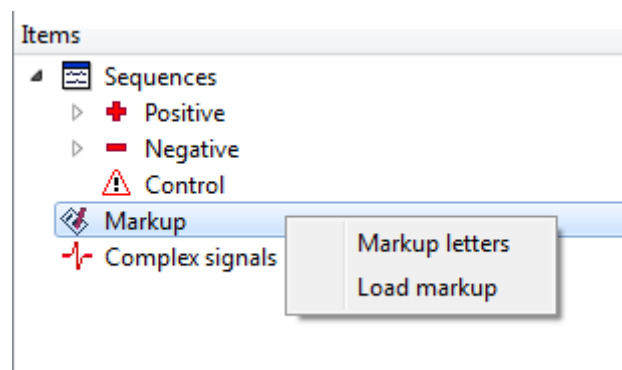 Items
Sequences
Positive
Negative
Control
Markup
Complex signals
Markup letters
Load markup